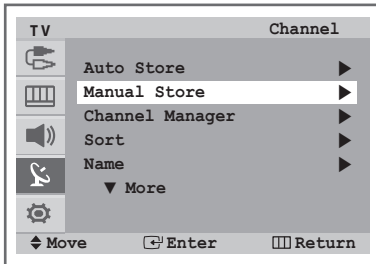 TV Channel
Auto Store ▶
Manual Store ▶
Channel Manager ▶
Sort ▶
Name ▶
▼ More
Move Enter Return